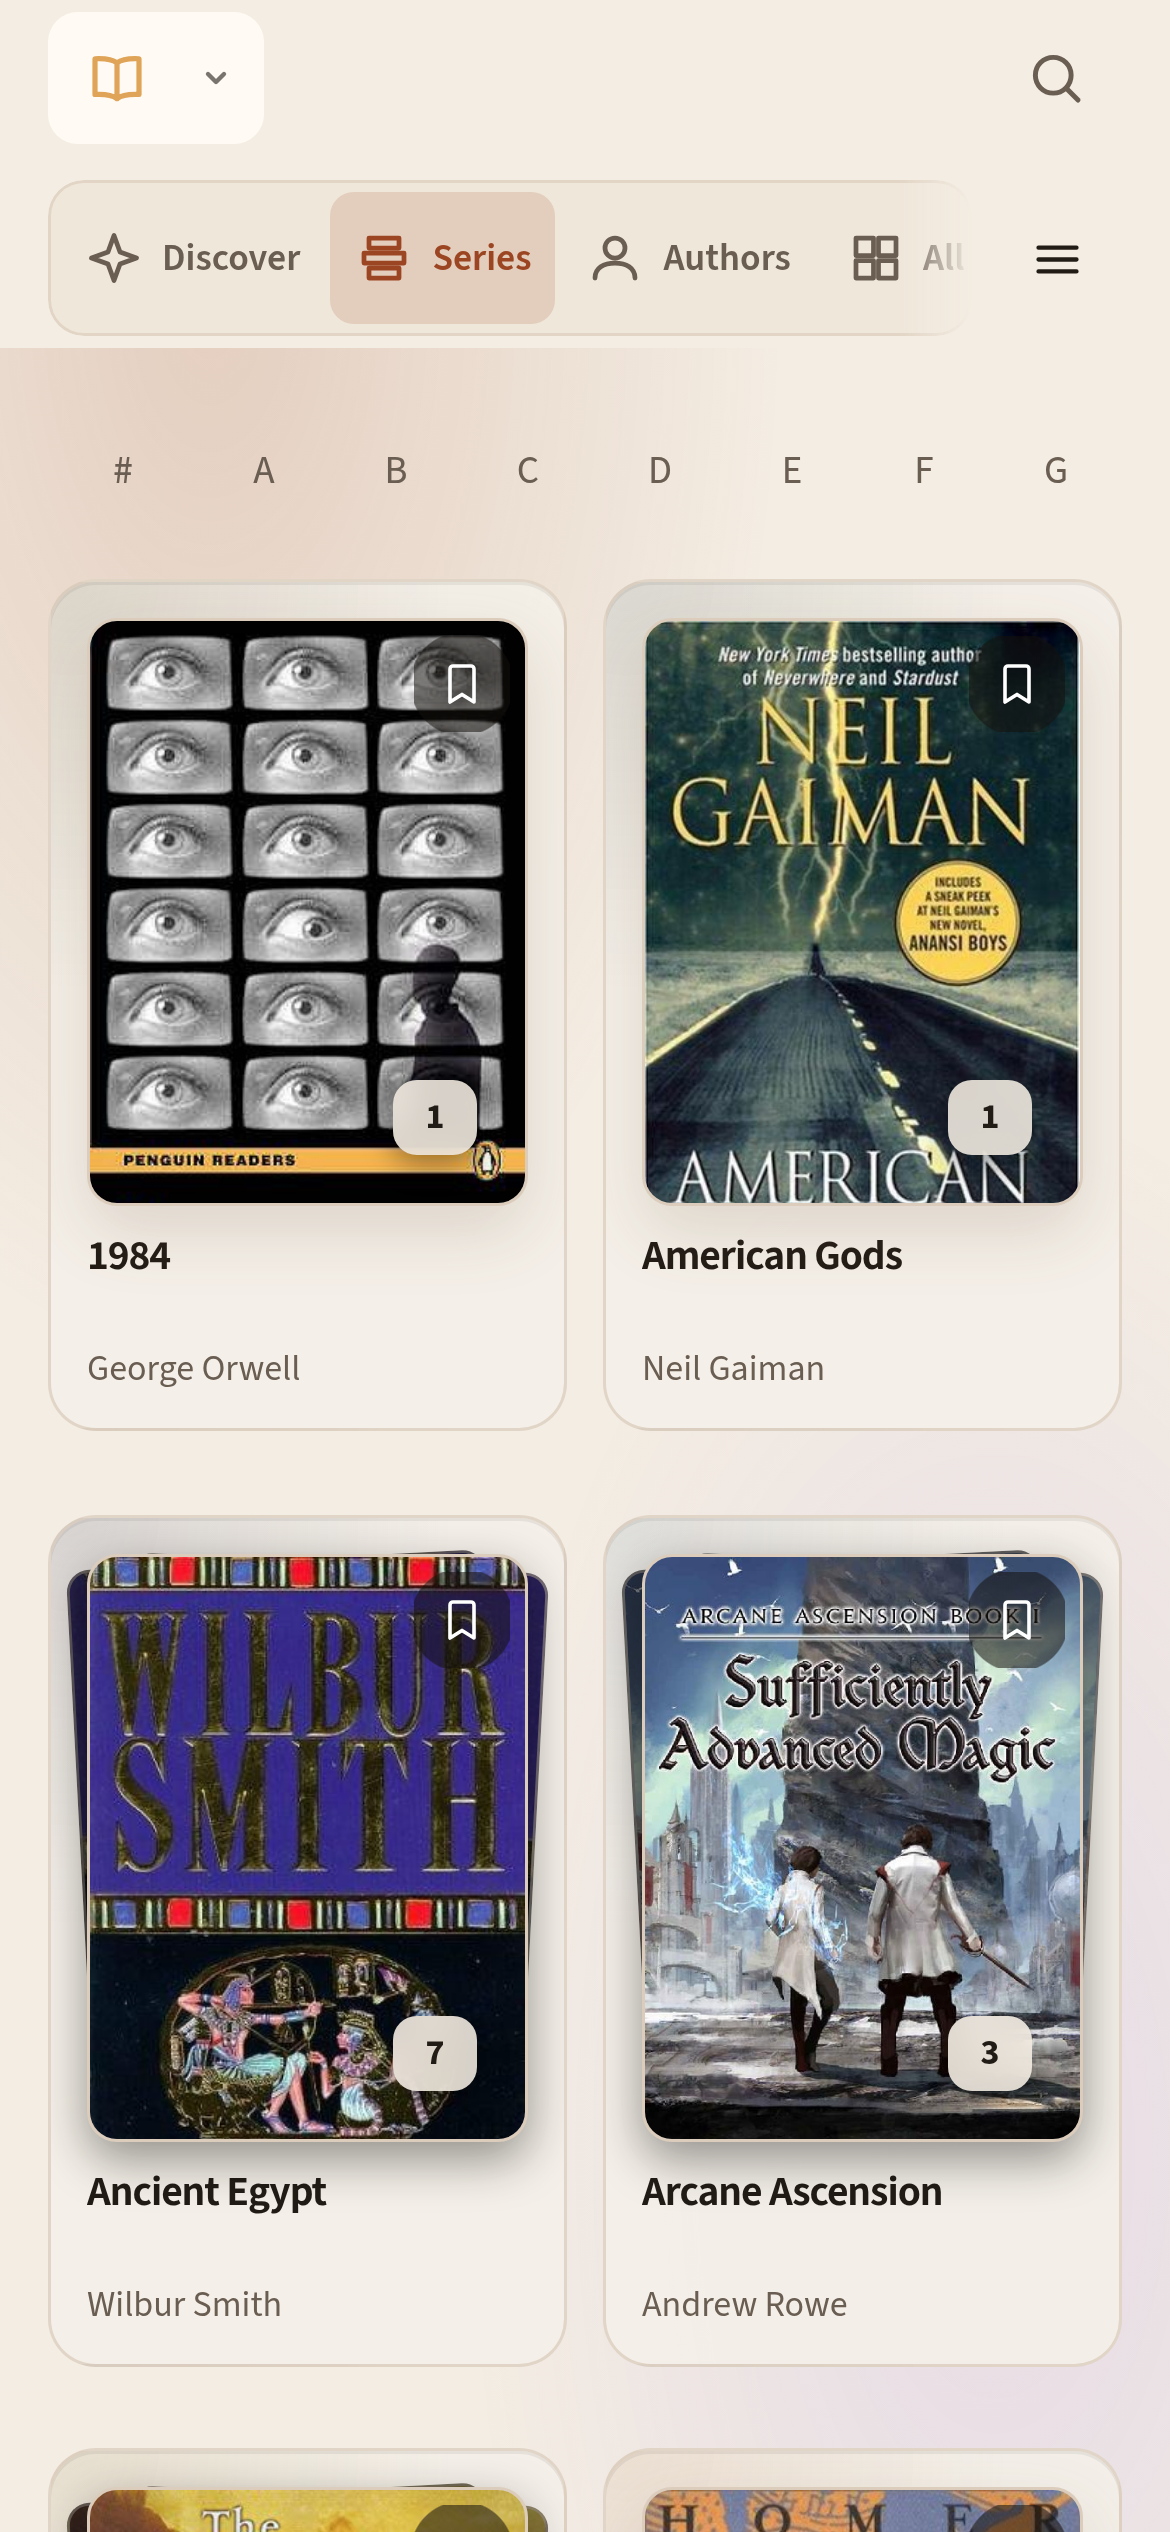 Discover
Series
Authors
All
# A B C D E F G
New York Times bestselling author
of Neverwhere and Stardust
NEIL
GAIMAN
INCLUDES
A SNEAK PEEK
AT NEIL GAIMAN'S
NEW NOVEL,
ANANSI BOYS
1
PENGUIN READERS
1
AMERICAN
1984
American Gods
George Orwell
Neil Gaiman
WILBUR
SMITH
ARCANE ASCENSION BOOK I
Sufficiently
Advanced Magic
7
3
Ancient Egypt
Arcane Ascension
Wilbur Smith
Andrew Rowe
The
HOMER